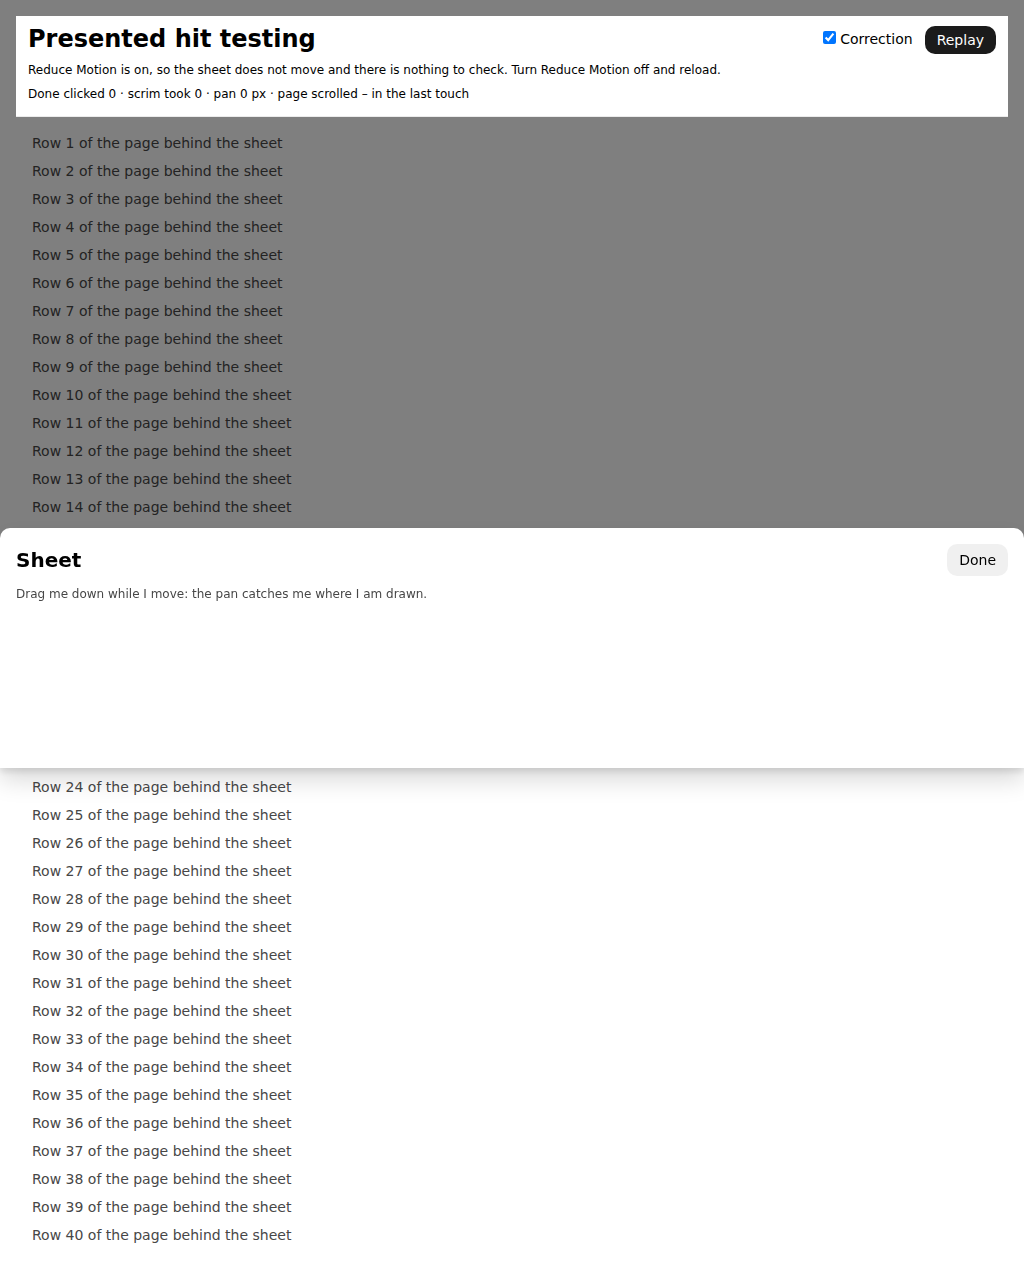 Presented hit testing
Correction
Replay
Reduce Motion is on, so the sheet does not move and there is nothing to check. Turn Reduce Motion off and reload.
Done clicked 0 · scrim took 0 · pan 0 px · page scrolled – in the last touch
Row 1 of the page behind the sheet
Row 2 of the page behind the sheet
Row 3 of the page behind the sheet
Row 4 of the page behind the sheet
Row 5 of the page behind the sheet
Row 6 of the page behind the sheet
Row 7 of the page behind the sheet
Row 8 of the page behind the sheet
Row 9 of the page behind the sheet
Row 10 of the page behind the sheet
Row 11 of the page behind the sheet
Row 12 of the page behind the sheet
Row 13 of the page behind the sheet
Row 14 of the page behind the sheet
Sheet
Done
Drag me down while I move: the pan catches me where I am drawn.
Row 24 of the page behind the sheet
Row 25 of the page behind the sheet
Row 26 of the page behind the sheet
Row 27 of the page behind the sheet
Row 28 of the page behind the sheet
Row 29 of the page behind the sheet
Row 30 of the page behind the sheet
Row 31 of the page behind the sheet
Row 32 of the page behind the sheet
Row 33 of the page behind the sheet
Row 34 of the page behind the sheet
Row 35 of the page behind the sheet
Row 36 of the page behind the sheet
Row 37 of the page behind the sheet
Row 38 of the page behind the sheet
Row 39 of the page behind the sheet
Row 40 of the page behind the sheet